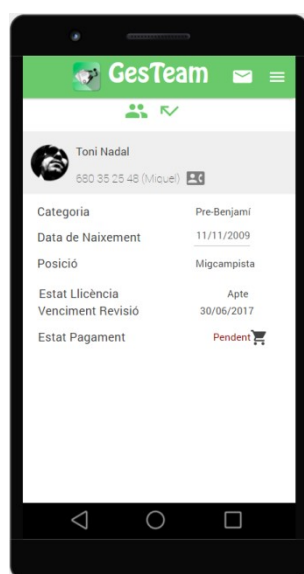 GesTeam
Toni Nadal
680 35 25 48 (Miquel)
Categoria Pre-Benjamí
Data de Naixement 11/11/2009
Posició Migcampista
Estat Llicència Apte
Venciment Revisió 30/06/2017
Estat Pagament Pendent